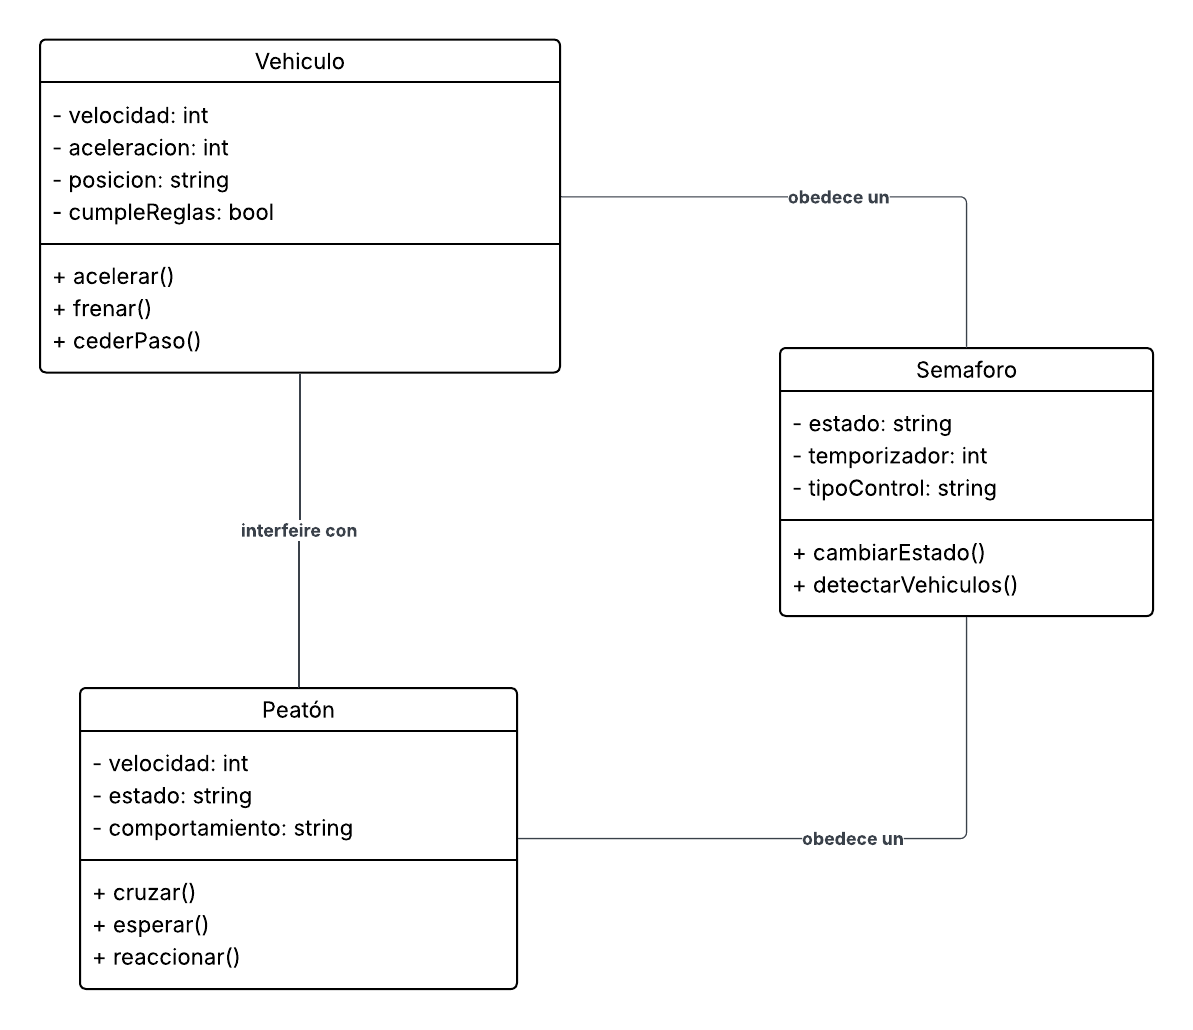 Vehiculo
- velocidad: int
- aceleracion: int
- posicion: string
- cumpleReglas: bool
+ acelerar()
+ frenar()
+ cederPaso()
obedece un
Semaforo
- estado: string
- temporizador: int
- tipoControl: string
+ cambiarEstado()
+ detectarVehiculos()
interfeire con
Peatón
- velocidad: int
- estado: string
- comportamiento: string
+ cruzar()
+ esperar()
+ reaccionar()
obedece un